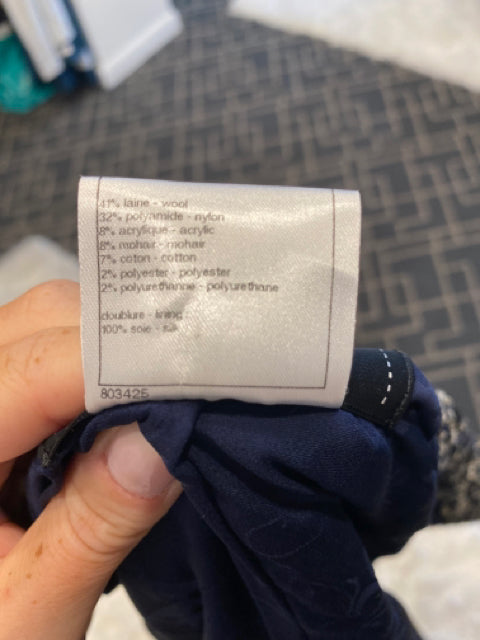 41% laine - wool
32% polyamide - nylon
8% acrylique - acrylic
8% mohair - mohair
7% coton - cotton
2% polyester - polyester
2% polyurethanne - polyurethane
doublure - lining :
100% soie - silk
803425